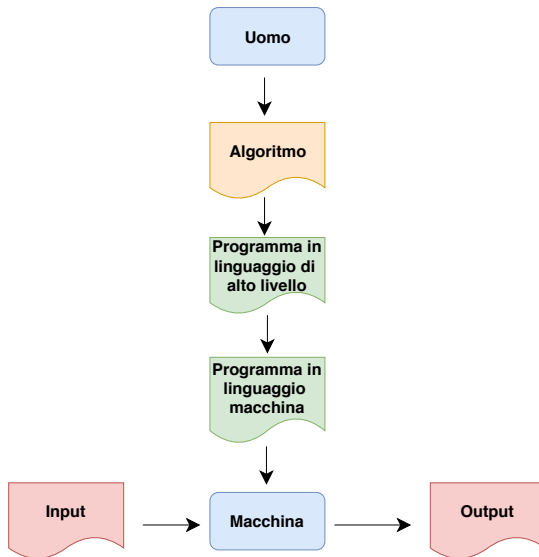 Uomo
Algoritmo
Programma in
linguaggio di
alto livello
Programma in
linguaggio
macchina
Input
Macchina
Output